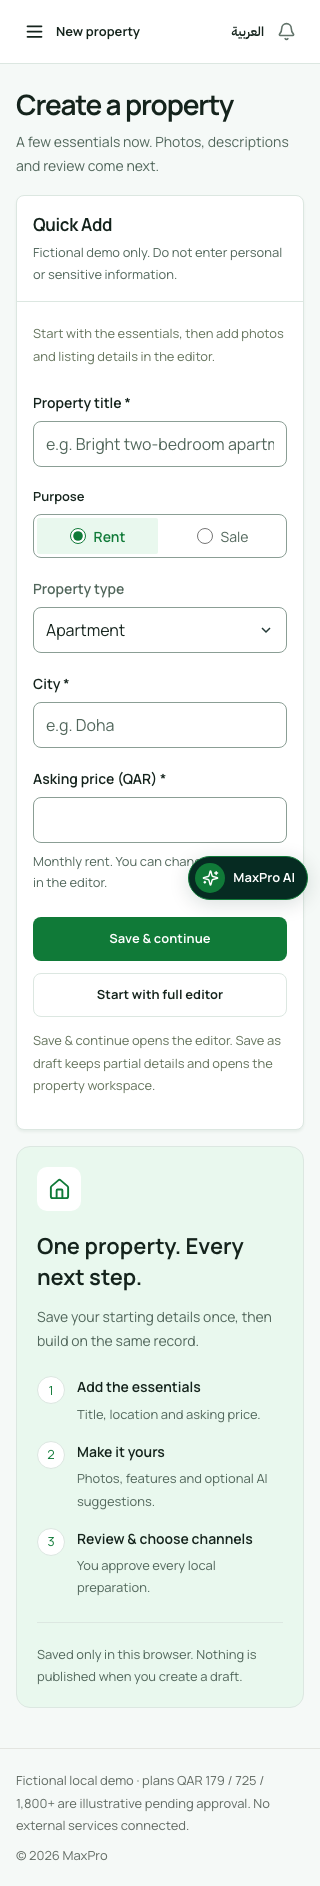 New property
العربية
Create a property
A few essentials now. Photos, descriptions
and review come next.
Quick Add
Fictional demo only. Do not enter personal
or sensitive information.
Start with the essentials, then add photos
and listing details in the editor.
Property title *
e.g. Bright two-bedroom apartm
Purpose
Rent
Sale
Property type
Apartment
City *
e.g. Doha
Asking price (QAR) *
Monthly rent. You can
in the editor.
MaxPro AI
Save & continue
Start with full editor
Save & continue opens the editor. Save as
draft keeps partial details and opens the
property workspace.
One property. Every
next step.
Save your starting details once, then
build on the same record.
1
Add the essentials
Title, location and asking price.
2
Make it yours
Photos, features and optional AI
suggestions.
3
Review & choose channels
You approve every local
preparation.
Saved only in this browser. Nothing is
published when you create a draft.
Fictional local demo · plans QAR 179 / 725 /
1,800+ are illustrative pending approval. No
external services connected.
© 2026 MaxPro